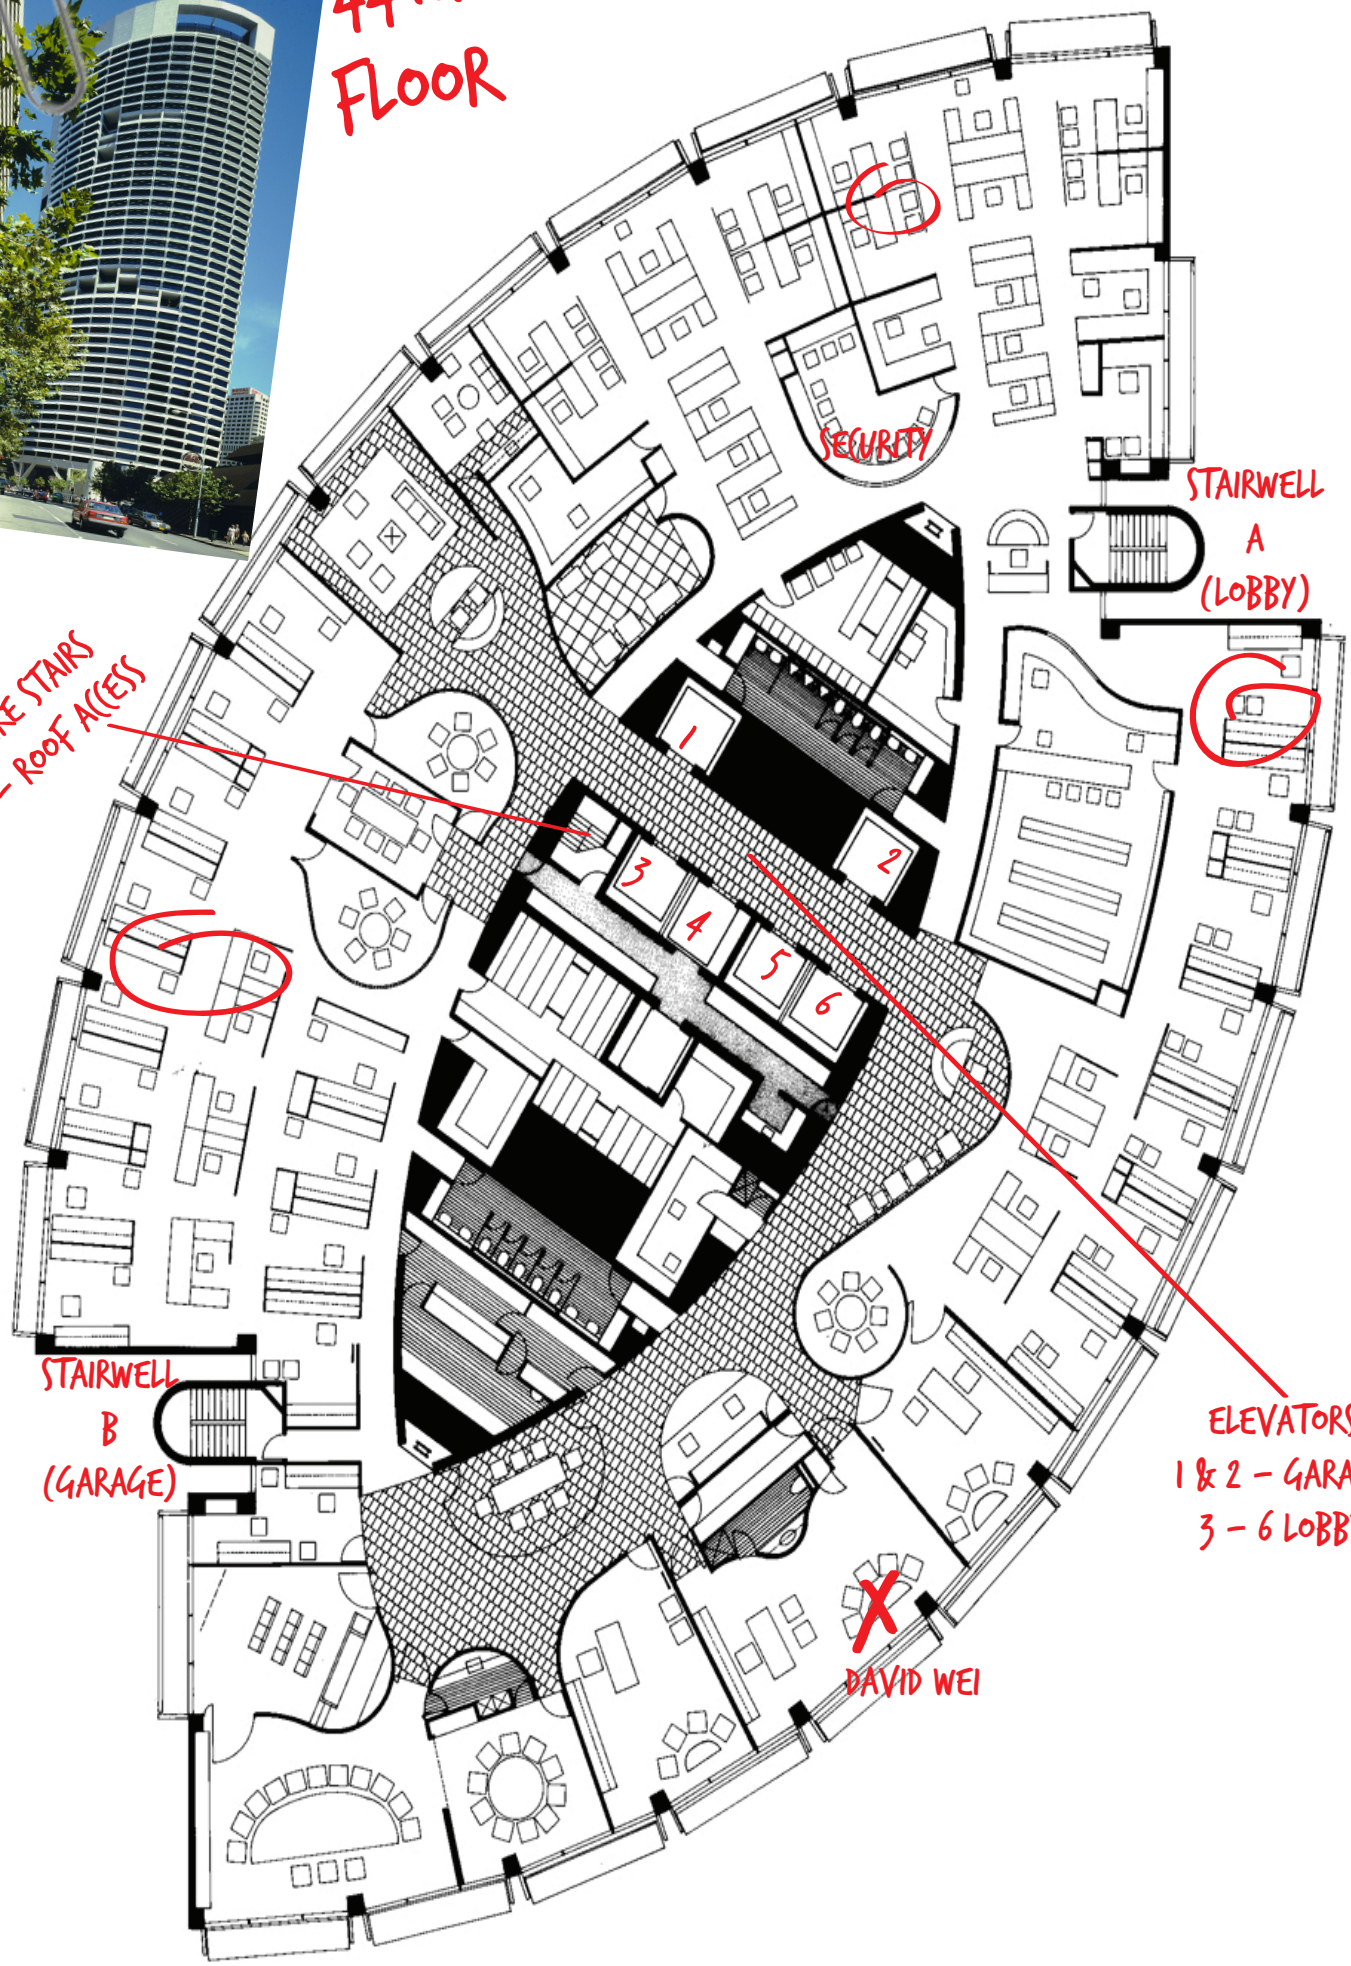 44TH
FLOOR
SECURITY
STAIRWELL
A
(LOBBY)
STAIRS
- ROOF ACCESS
1
2
3
4
5
6
STAIRWELL
B
(GARAGE)
ELEVATORS
1 & 2 - GARA
3 - 6 LOBB
X
DAVID WEI